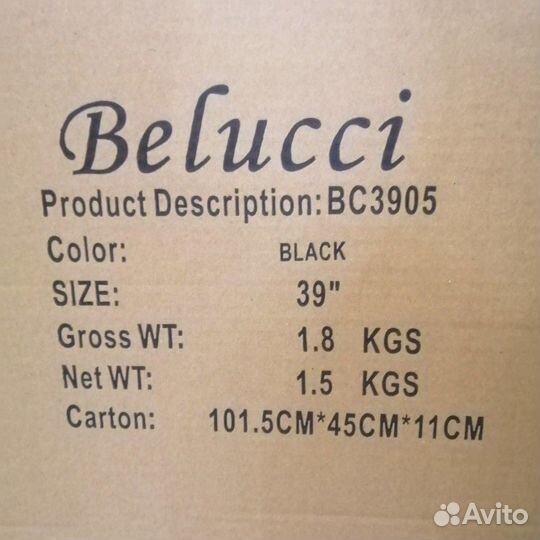 Belucci
Product Description: BC3905
Color: BLACK
SIZE: 39"
Gross WT: 1.8 KGS
Net WT: 1.5 KGS
Carton: 101.5CM*45CM*11CM
Avito